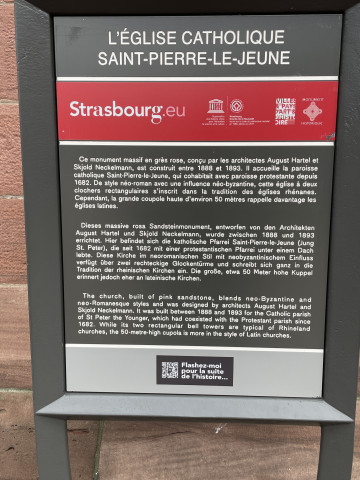 L'ÉGLISE CATHOLIQUE
SAINT-PIERRE-LE-JEUNE
Strasbourg.eu
Ce monument massif en grès rose, conçu par les architectes August Hartel et
Skjold Neckelmann, est construit entre 1888 et 1893. Il accueille la paroisse
catholique Saint-Pierre-le-Jeune, qui cohabitait avec paroisse protestante depuis
1682. De style néo-roman avec une influence néo-byzantine, cette église à deux
clochers rectangulaires s'inscrit dans la tradition des églises rhénanes.
Cependant, la grande coupole haute d'environ 50 mètres rappelle davantage les
églises latines.
Dieses massive rosa Sandsteinmonument, entworfen von den Architekten
August Hartel und Skjold Neckelmann, wurde zwischen 1888 und 1893
errichtet. Hier befindet sich die katholische Pfarrei Saint-Pierre-le-Jeune (Jung
St. Peter), die seit 1682 mit einer protestantischen Pfarrei unter einem Dach
lebte. Diese Kirche in neoromanischem Stil mit neobyzantinischem Einfluss
verfügt über zwei rechteckige Glockentürme und schreibt sich ganz in die
Tradition der rheinischen Kirchen ein. Die große, etwa 50 Meter hohe Kuppel
erinnert jedoch eher an lateinische Kirchen.
The church, built of pink sandstone, blends neo-Byzantine and
neo-Romanesque styles and was designed by architects August Hartel and
Skjold Neckelmann. It was built between 1888 and 1893 for the Catholic parish
of St Peter the Younger, which had coexisted with the Protestant parish since
1682. While its two rectangular bell towers are typical of Rhineland
churches, the 50-metre-high cupola is more in the style of Latin churches.
Flashez-moi
pour la suite
de l'histoire...